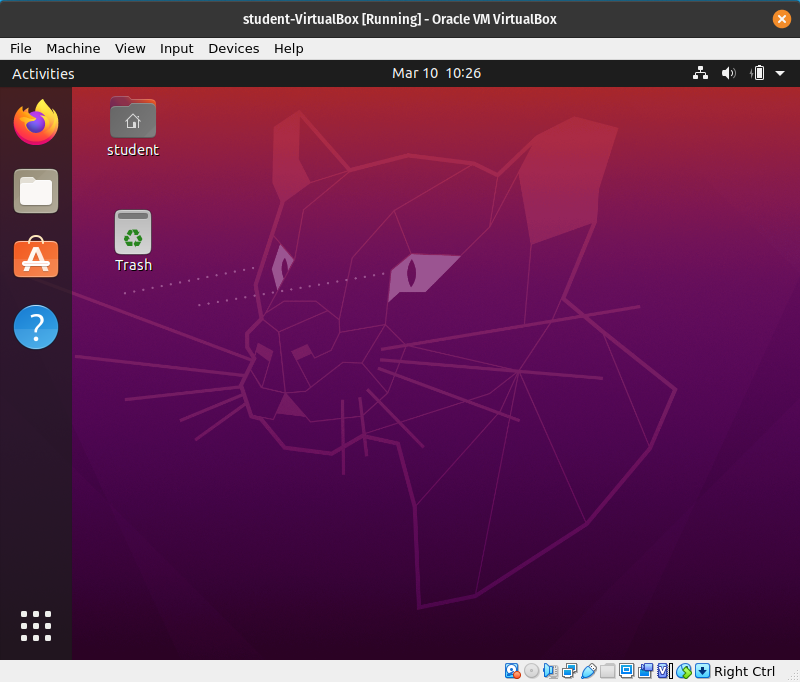 student-VirtualBox [Running] - Oracle VM VirtualBox
File Machine View Input Devices Help
Activities
Mar 10 10:26
student
Trash
?
Right Ctrl